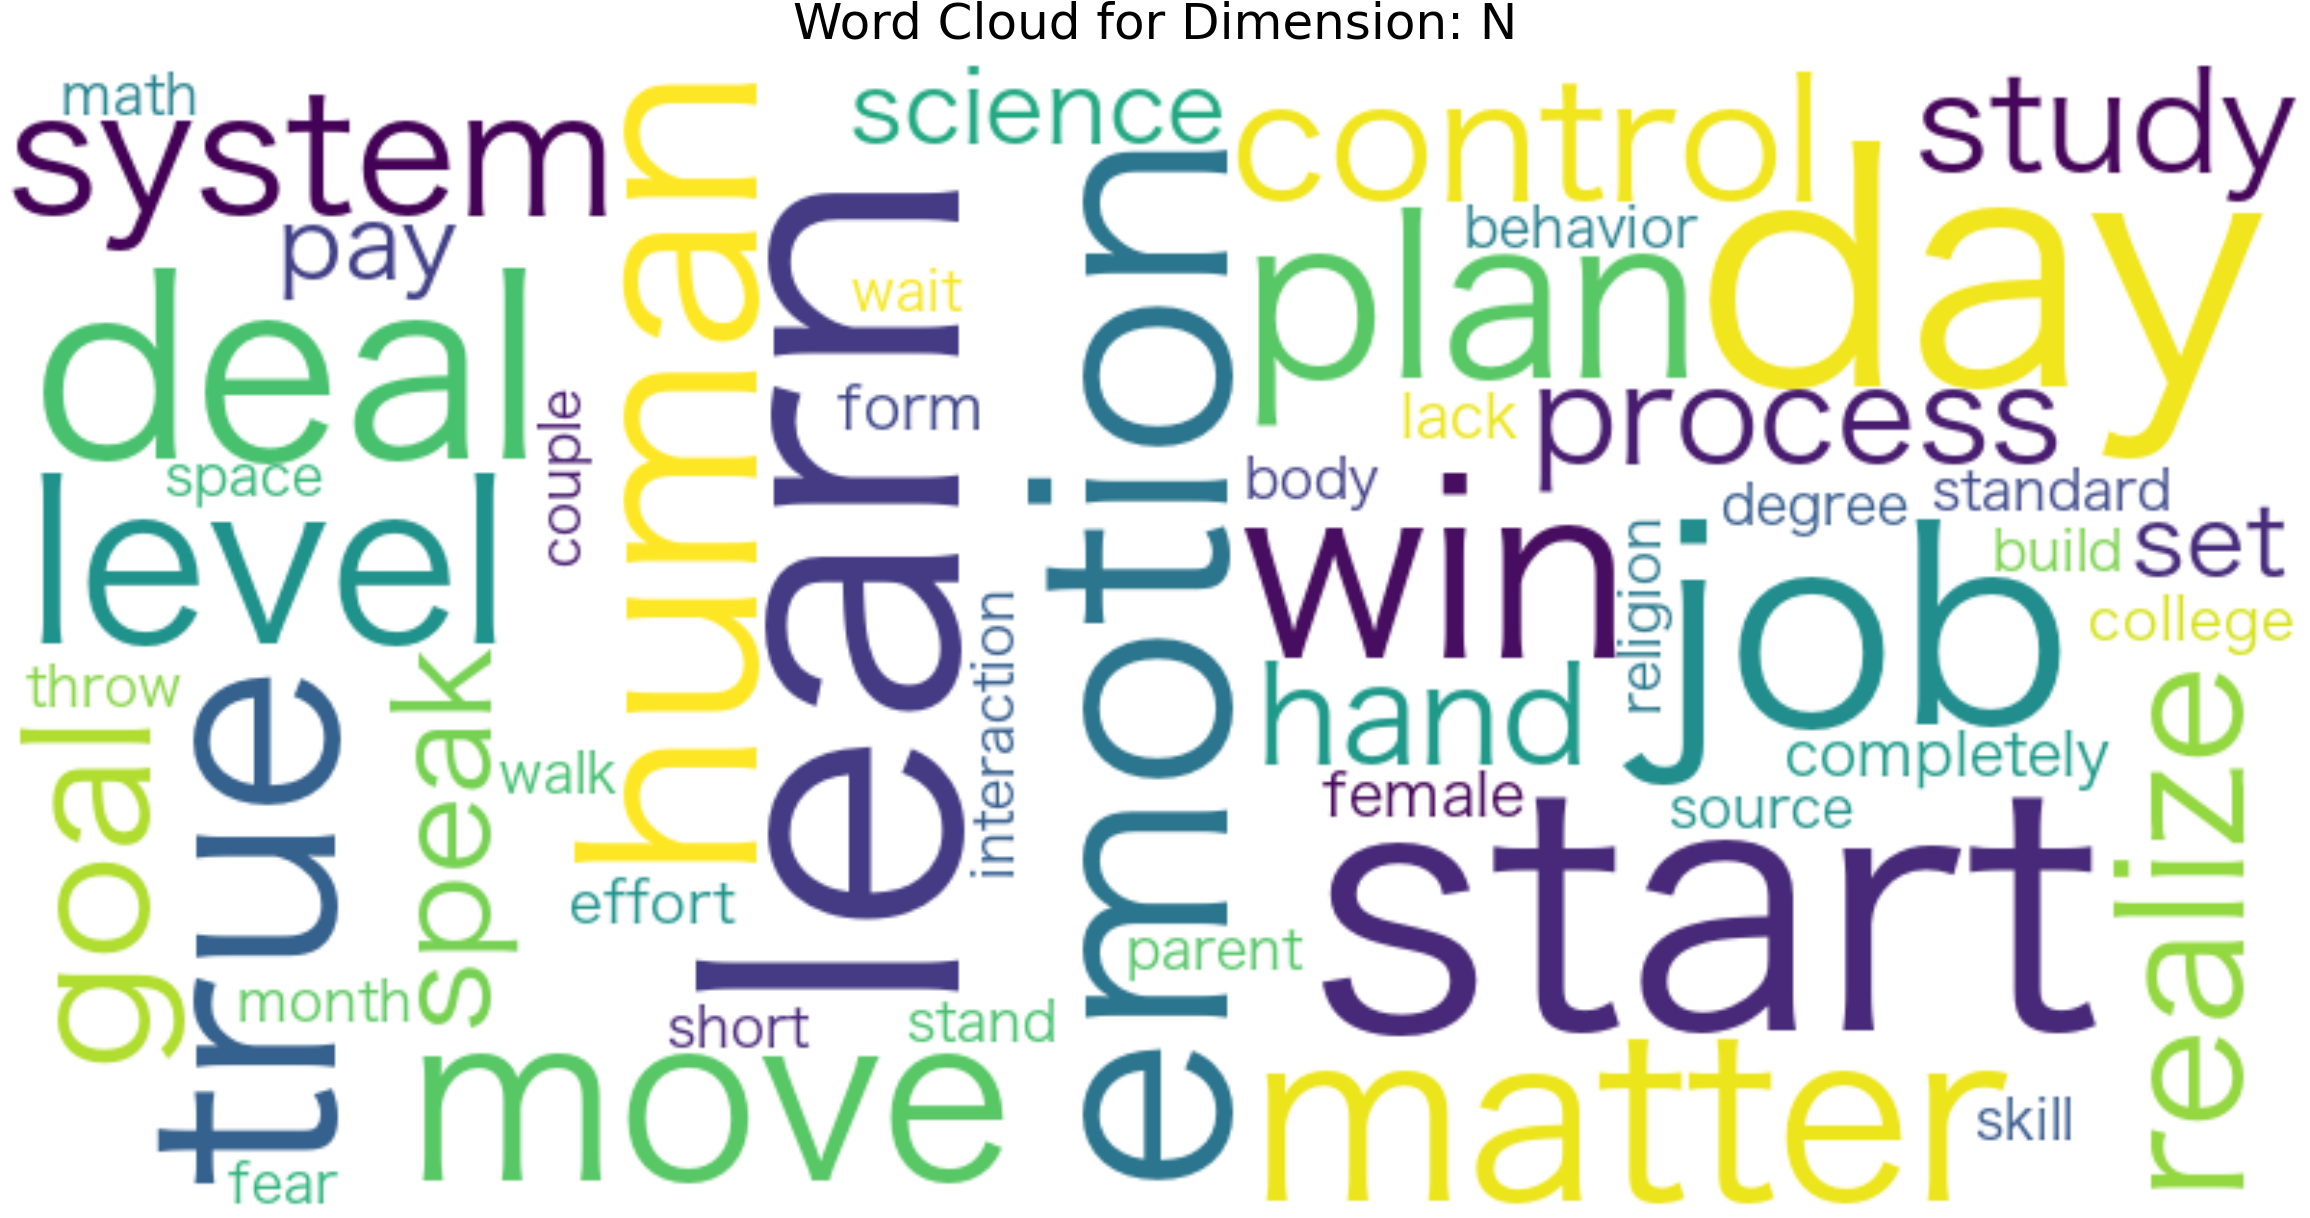 Word Cloud for Dimension: N
math
system
pay
deal
space
level
couple
throw
goal
true
speak
walk
month
fear
human
effort
learn
science
wait
form
interaction
short
stand
move
emotion
parent
control
study
behavior
plan
day
lack
process
body
win
degree
standard
religion
job
build
set
college
hand
completely
female
source
start
realize
matter
skill